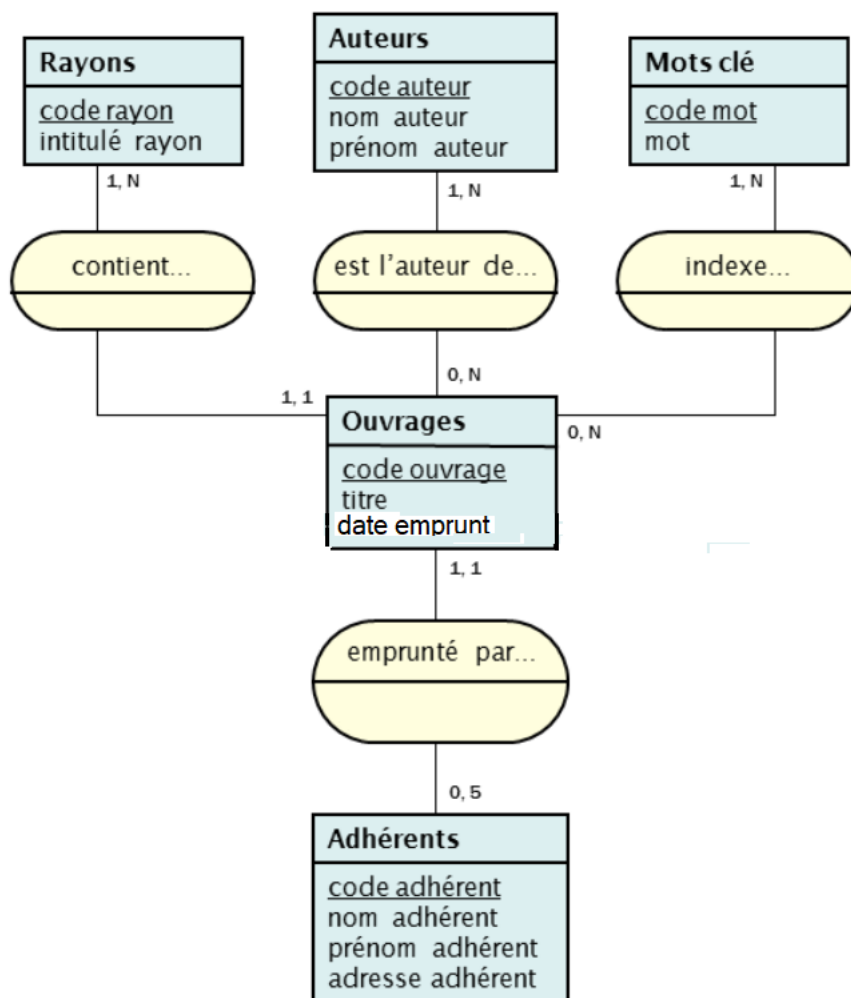 Rayons
code rayon
intitulé rayon
Auteurs
code auteur
nom auteur
prénom auteur
Mots clé
code mot
mot
1, N
1, N
1, N
contient...
est l'auteur de...
indexe...
1, 1
0, N
0, N
Ouvrages
code ouvrage
titre
date emprunt
1, 1
emprunté par...
0, 5
Adhérents
code adhérent
nom adhérent
prénom adhérent
adresse adhérent